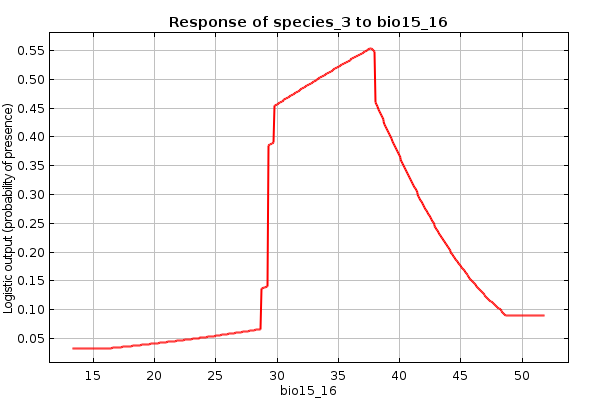 Response of species_3 to bio15_16
Logistic output (probability of presence)
0.55
0.50
0.45
0.40
0.35
0.30
0.25
0.20
0.15
0.10
0.05
15 20 25 30 35 40 45 50
bio15_16